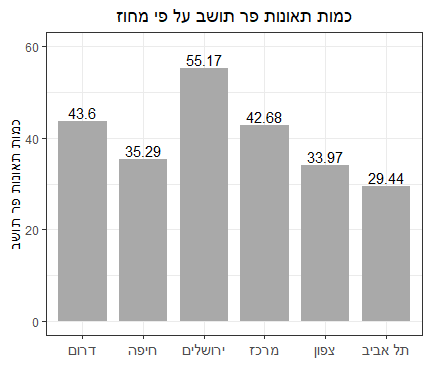 כמות תאונות פר תושב על פי מחוז
כמות תאונות פר תושב
60
40
20
0
43.6
35.29
55.17
42.68
33.97
29.44
דרום
חיפה
ירושלים
מרכז
צפון
תל אביב